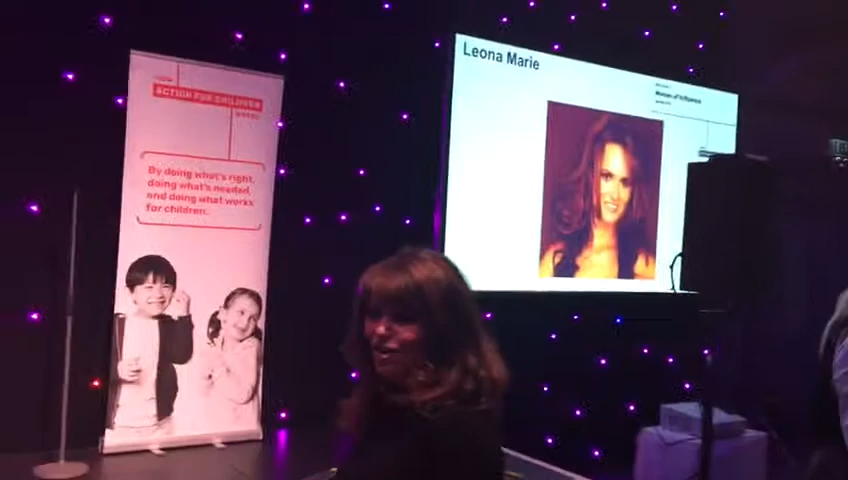 ACTION FOR CHILDREN
By doing what's right,
doing what's needed,
and doing what works
for children.
Leona Marie